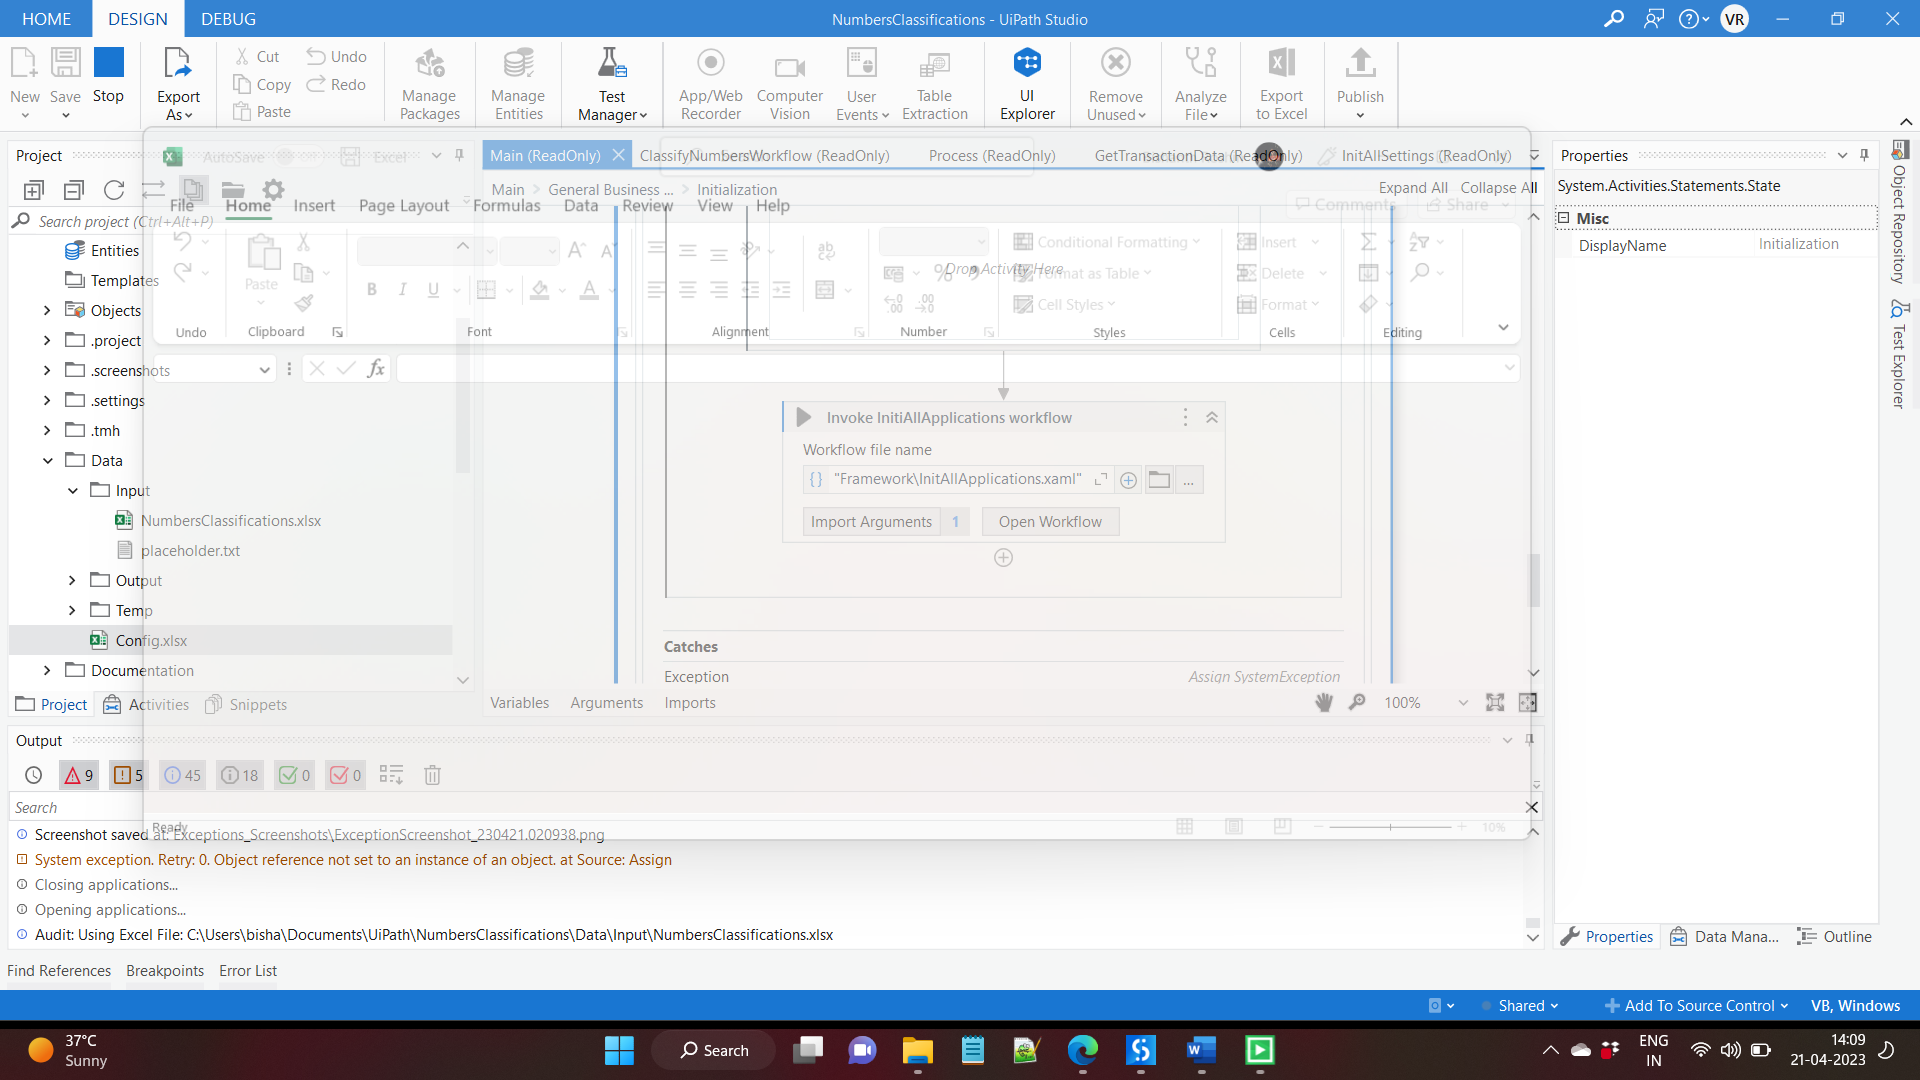 HOME DESIGN DEBUG NumbersClassifications - UiPath Studio VR
New Save Stop Export As Cut Copy Paste Undo Redo Manage Packages Manage Entities Test Manager App/Web Recorder Computer Vision User Events Table Extraction UI Explorer Remove Unused Analyze File Export to Excel Publish
Project Main (ReadOnly) ClassifyNumbersWorkflow (ReadOnly) Process (ReadOnly) GetTransactionData (ReadOnly) InitAllSettings (ReadOnly) Properties
AutoSave Excel
Main > General Business ... > Initialization Expand All Collapse All System.Activities.Statements.State
File Home Insert Page Layout Formulas Data Review View Help Comments Share
Search project (Ctrl+Alt+P)
Misc
DisplayName Initialization
Paste Conditional Formatting Insert
Drop Activity Here Format as Table Delete
Cell Styles Format
Undo Clipboard Font Alignment Number Styles Cells Editing
fx
Entities
Templates
Objects
.project
.screenshots
.settings
.tmh
Data
Input
NumbersClassifications.xlsx
placeholder.txt
Output
Temp
Config.xlsx
Documentation
Invoke InitiAllApplications workflow
Workflow file name
"Framework\InitAllApplications.xaml" ...
Import Arguments 1 Open Workflow
Catches
Exception Assign SystemException
Project Activities Snippets Variables Arguments Imports 100%
Object Repository
Test Explorer
Output
9 5 45 18 0 0
Search
Ready 10%
Screenshot saved at: Exceptions_Screenshots\ExceptionScreenshot_230421.020938.png
System exception. Retry: 0. Object reference not set to an instance of an object. at Source: Assign
Closing applications...
Opening applications...
Audit: Using Excel File: C:\Users\bisha\Documents\UiPath\NumbersClassifications\Data\Input\NumbersClassifications.xlsx
Properties Data Mana... Outline
Find References Breakpoints Error List
Shared Add To Source Control VB, Windows
37°C
Sunny
Search
ENG
IN
14:09
21-04-2023